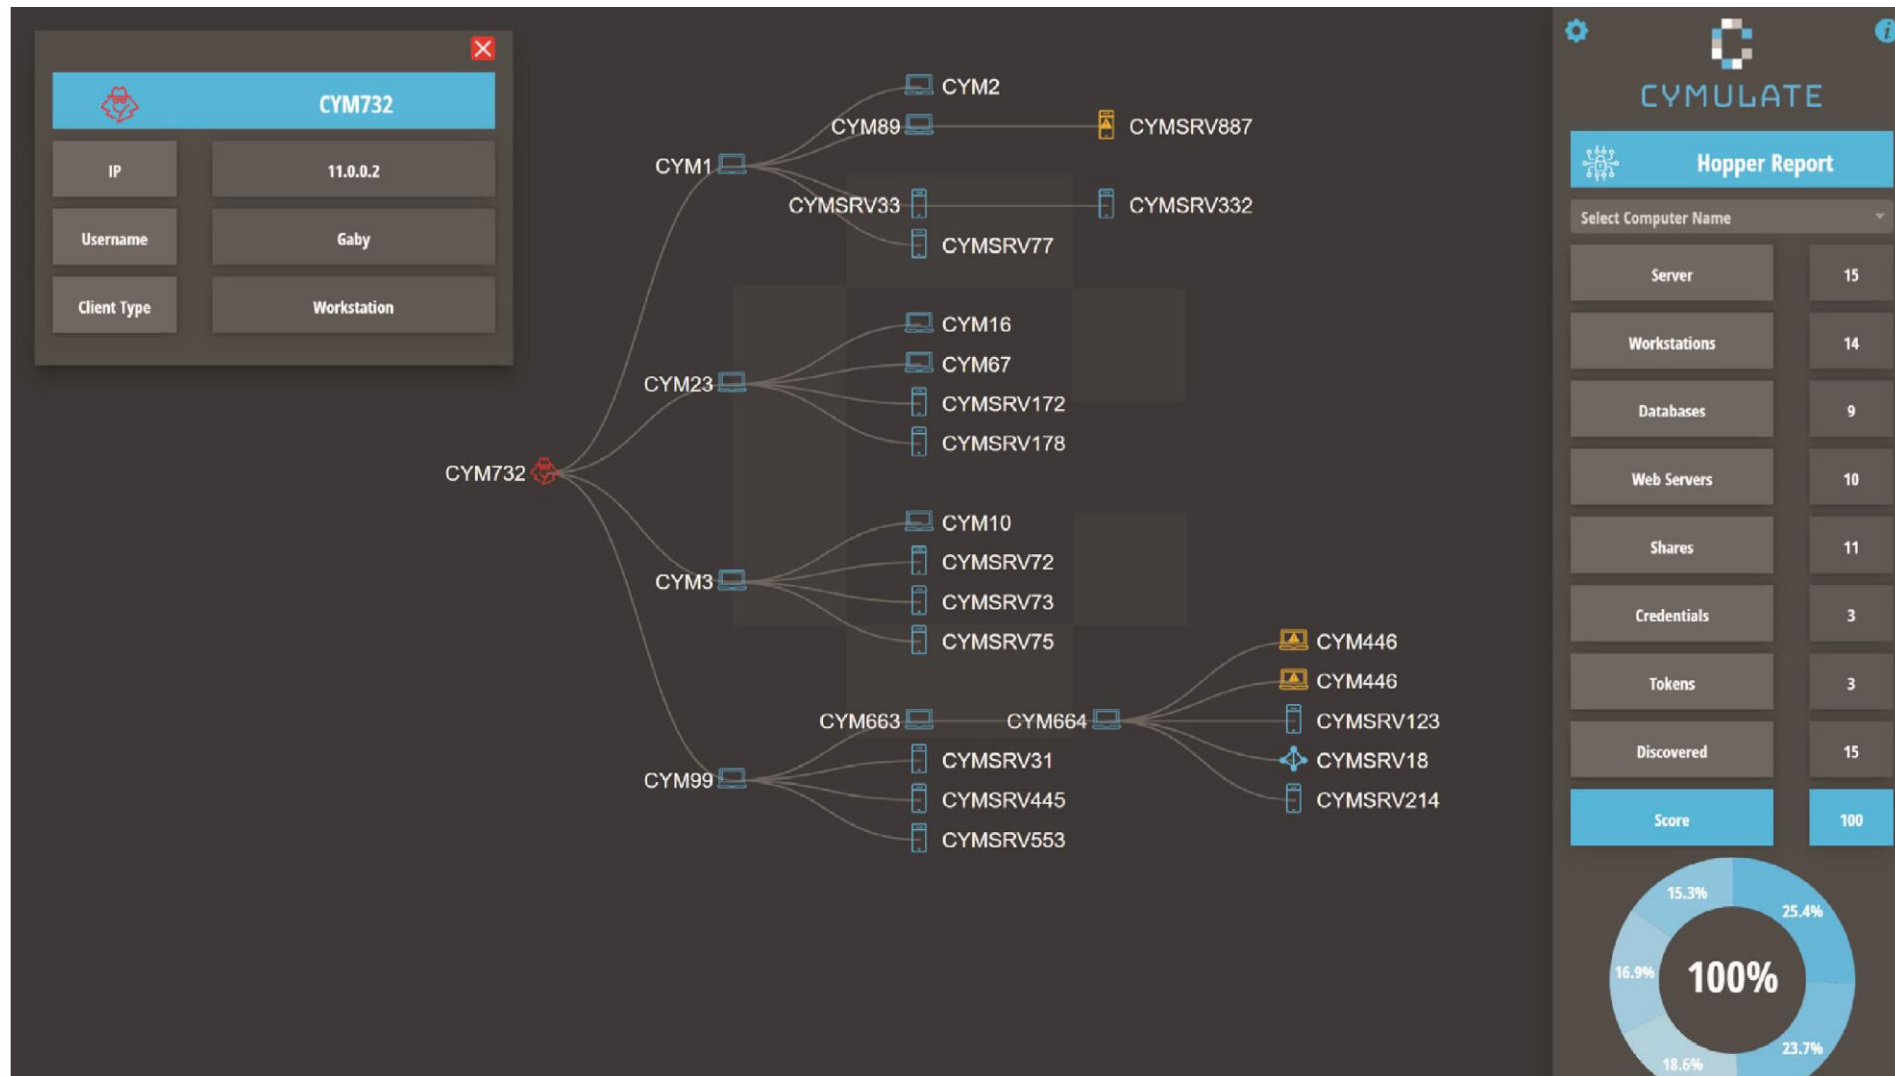 CYM732
IP
11.0.0.2
Username
Gaby
Client Type
Workstation
CYM732
CYM1
CYM2
CYM89
CYMSRV887
CYMSRV33
CYMSRV332
CYMSRV77
CYM23
CYM16
CYM67
CYMSRV172
CYMSRV178
CYM3
CYM10
CYMSRV72
CYMSRV73
CYMSRV75
CYM99
CYM663
CYM664
CYM446
CYM446
CYMSRV123
CYMSRV18
CYMSRV214
CYMSRV31
CYMSRV445
CYMSRV553
CYMULATE
Hopper Report
Select Computer Name
Server 15
Workstations 14
Databases 9
Web Servers 10
Shares 11
Credentials 3
Tokens 3
Discovered 15
Score 100
15.3%
25.4%
16.9%
100%
23.7%
18.6%